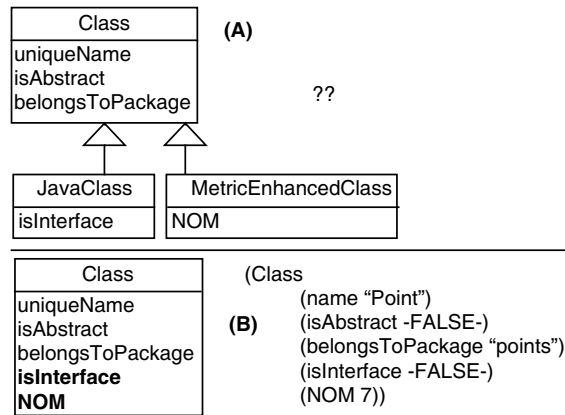 Class
(A)
uniqueName
isAbstract
belongsToPackage
??
JavaClass
isInterface
MetricEnhancedClass
NOM
Class
uniqueName
isAbstract
belongsToPackage
isInterface
NOM
(B)
(Class
(name “Point”)
(isAbstract -FALSE-)
(belongsToPackage “points”)
(isInterface -FALSE-)
(NOM 7))